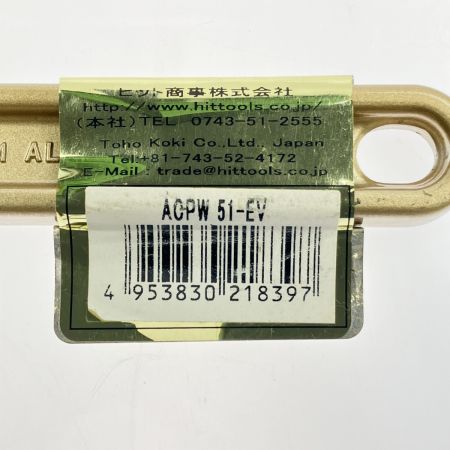 ヒット商事株式会社
http://www.hittools.co.jp/
(本社)TEL 0743-51-2555
Toho Koki Co.,Ltd., Japan
Tel:+81-743-52-4172
E-Mail : trade@hittools.co.jp
M AL
ACPW 51-EV
4 953830 218397